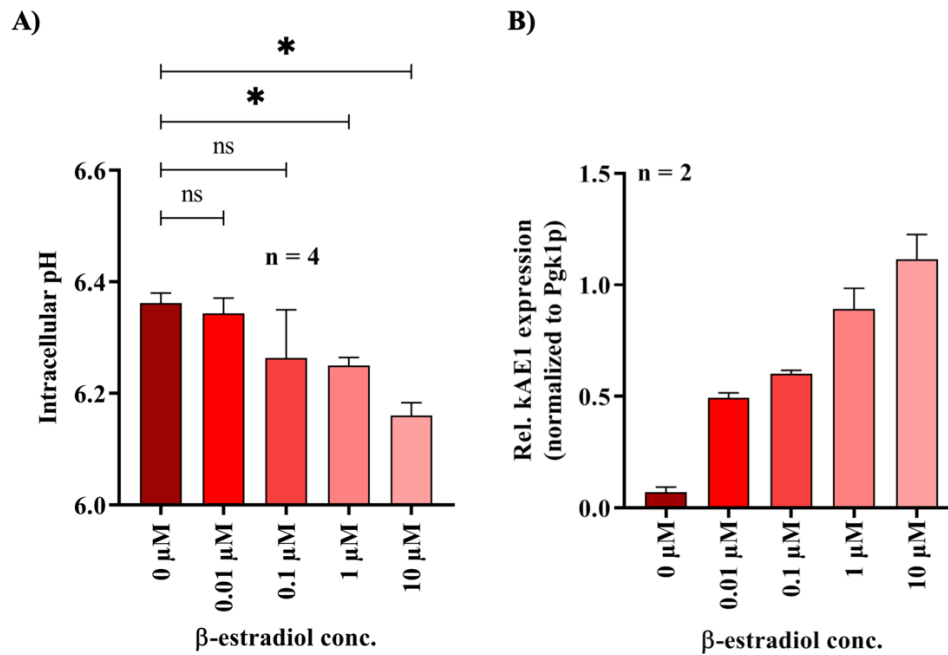 A)
✱
✱
ns
ns
n = 4
Intracellular pH
6.6
6.4
6.2
6.0
0 µM
0.01 µM
0.1 µM
1 µM
10 µM
β-estradiol conc.
B)
n = 2
Rel. kAE1 expression
(normalized to Pgk1p)
1.5
1.0
0.5
0.0
0 µM
0.01 µM
0.1 µM
1 µM
10 µM
β-estradiol conc.